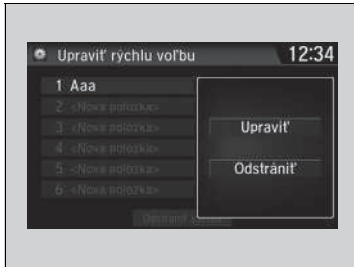 Upraviť rýchlu voľbu 12:34
1 Aaa
2 <Nová položka>
3 <Nová položka>
4 <Nová položka>
5 <Nová položka>
6 <Nová položka>
Upraviť
Odstrániť